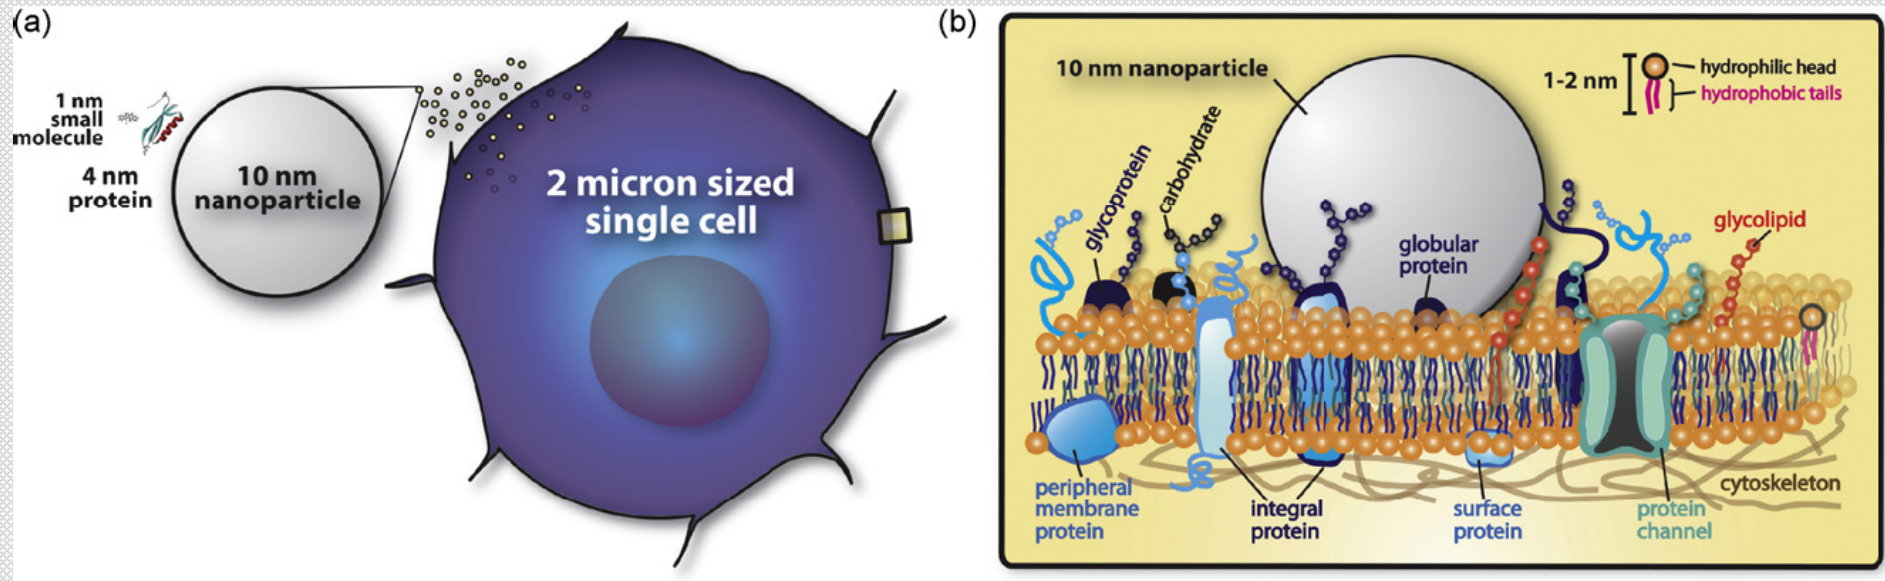 (a)
1 nm
small
molecule
4 nm
protein
10 nm
nanoparticle
2 micron sized
single cell
(b)
10 nm nanoparticle
1-2 nm
hydrophilic head
hydrophobic tails
glycoprotein
carbohydrate
globular
protein
glycolipid
peripheral
membrane
protein
integral
protein
surface
protein
protein
channel
cytoskeleton